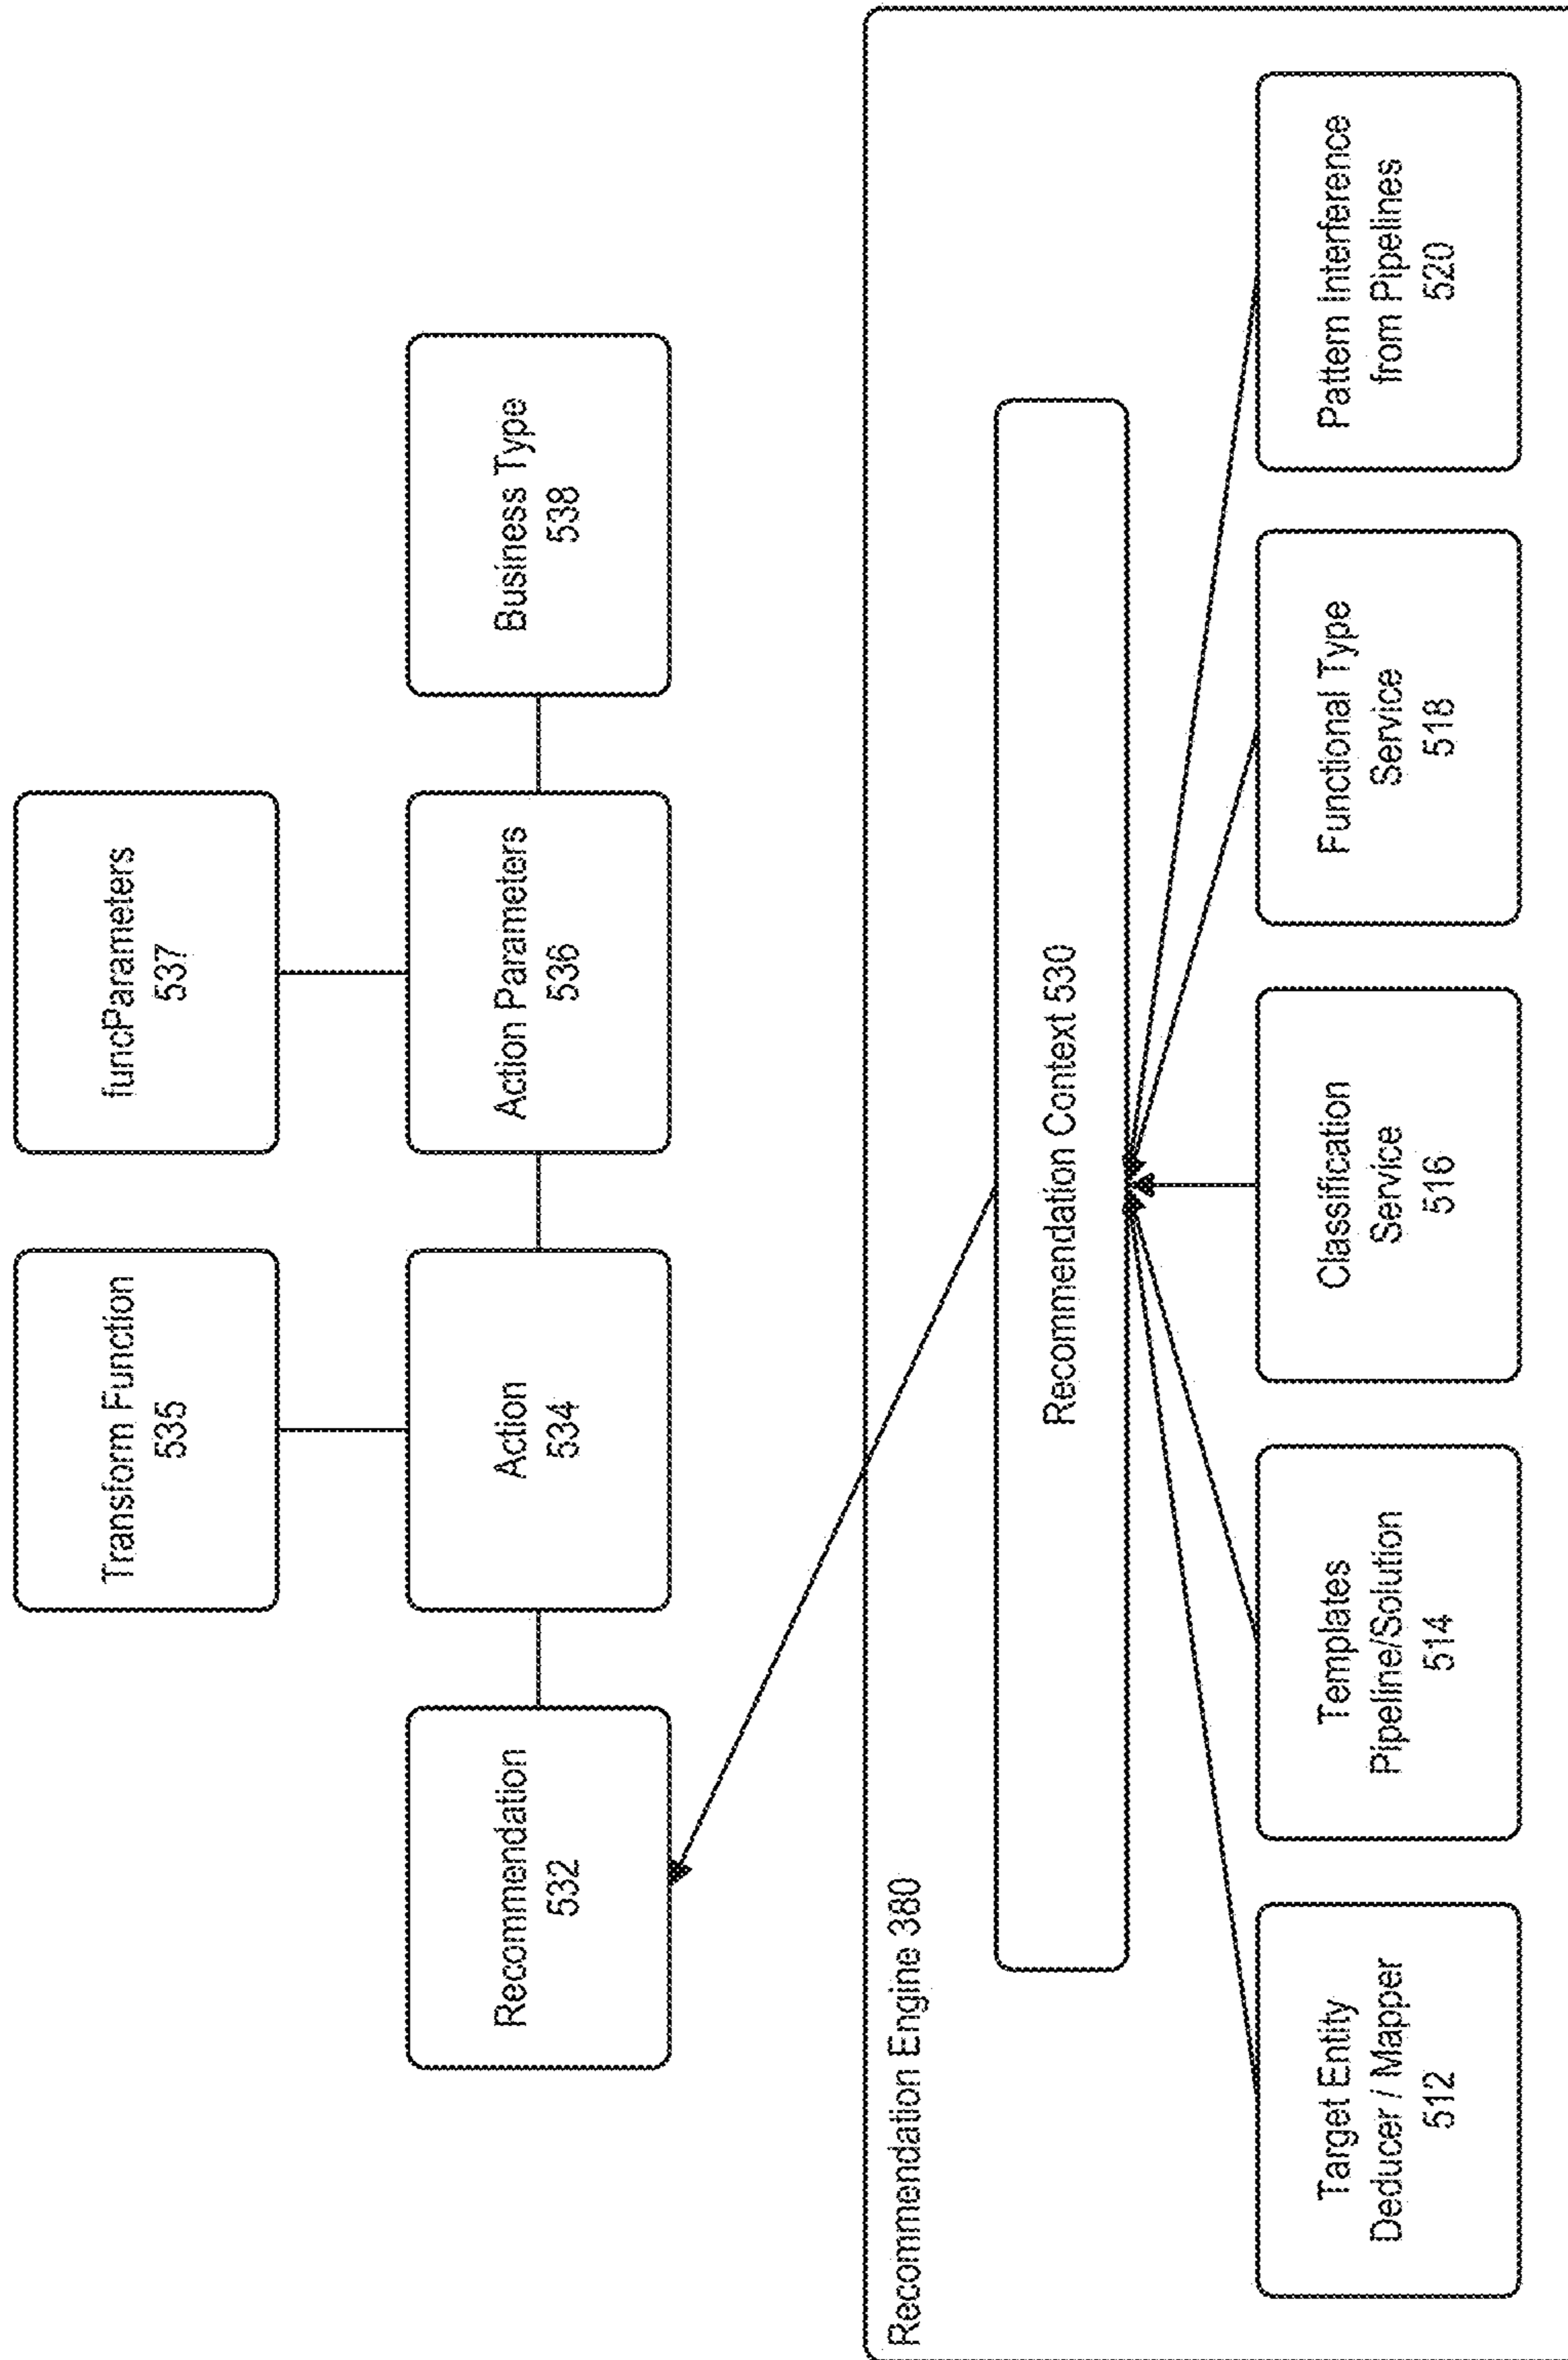 Transform Function
535
funcParameters
537
Recommendation
532
Action
534
Action Parameters
536
Business Type
538
Recommendation Engine 380
Recommendation Context 530
Target Entity
Deducer / Mapper
512
Templates
Pipeline/Solution
514
Classification
Service
516
Functional Type
Service
518
Pattern Interference
from Pipelines
520